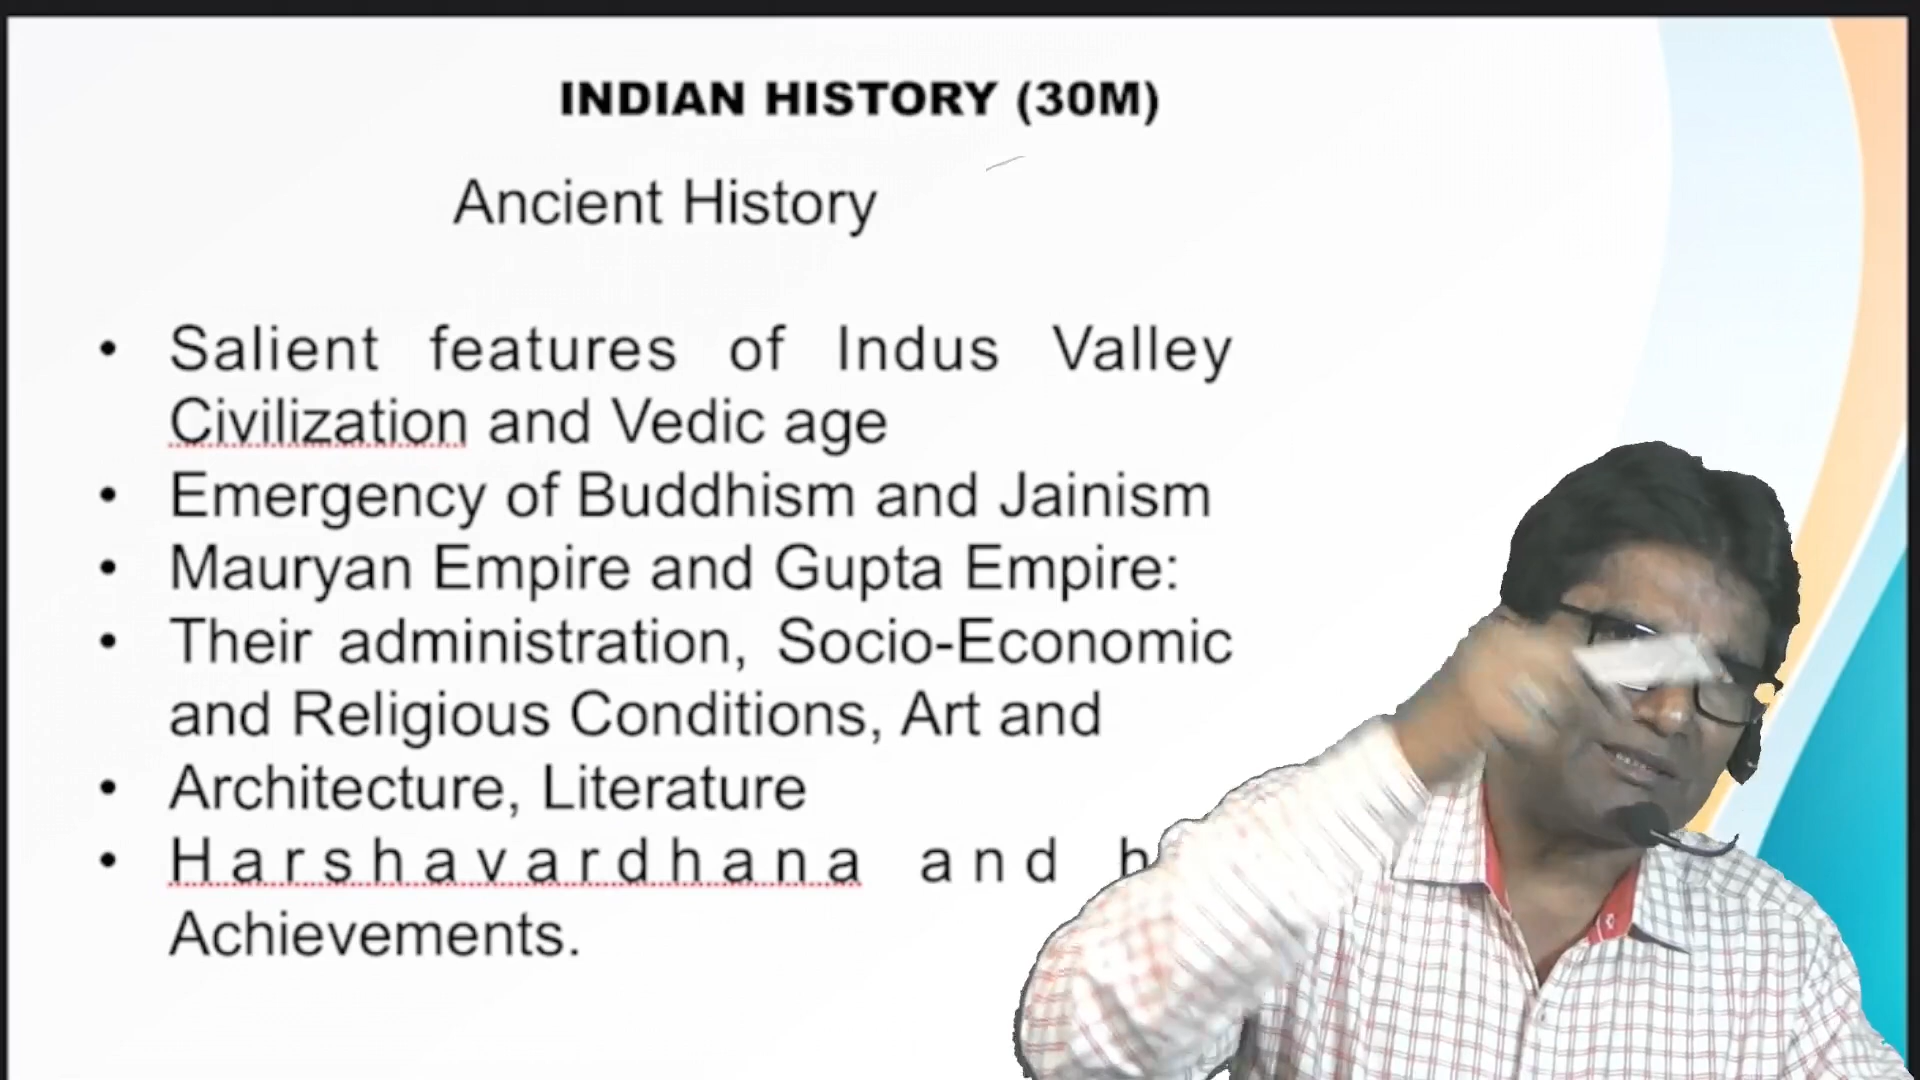 INDIAN HISTORY (30M)
Ancient History
• Salient features of Indus Valley
Civilization and Vedic age
• Emergency of Buddhism and Jainism
• Mauryan Empire and Gupta Empire:
• Their administration, Socio-Economic
and Religious Conditions, Art and
• Architecture, Literature
• Harshavardhana and
Achievements.